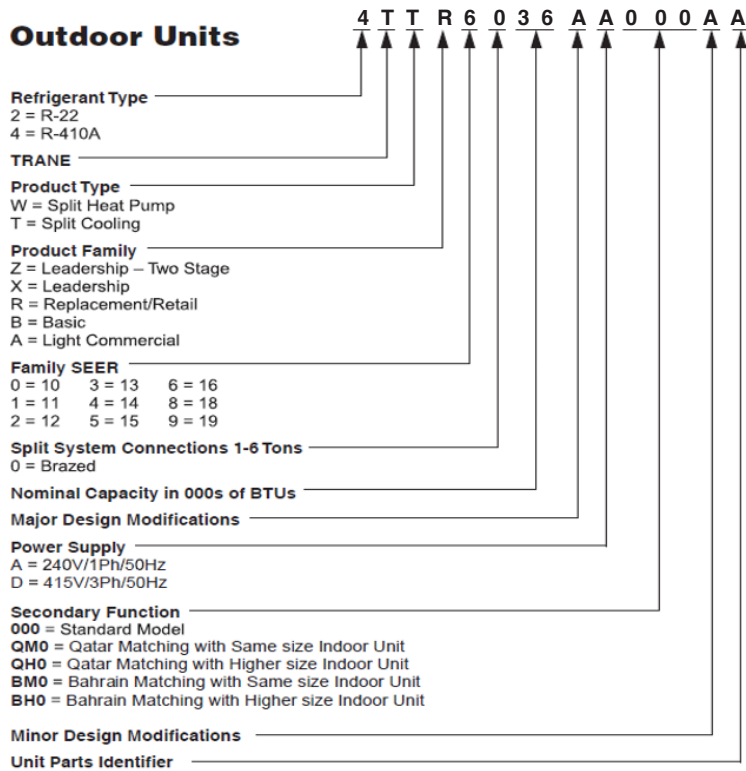 4 T T R 6 0 3 6 A A 0 0 0 A A
Outdoor Units
Refrigerant Type
2 = R-22
4 = R-410A
TRANE
Product Type
W = Split Heat Pump
T = Split Cooling
Product Family
Z = Leadership – Two Stage
X = Leadership
R = Replacement/Retail
B = Basic
A = Light Commercial
Family SEER
0 = 10 3 = 13 6 = 16
1 = 11 4 = 14 8 = 18
2 = 12 5 = 15 9 = 19
Split System Connections 1-6 Tons
0 = Brazed
Nominal Capacity in 000s of BTUs
Major Design Modifications
Power Supply
A = 240V/1Ph/50Hz
D = 415V/3Ph/50Hz
Secondary Function
000 = Standard Model
QM0 = Qatar Matching with Same size Indoor Unit
QH0 = Qatar Matching with Higher size Indoor Unit
BM0 = Bahrain Matching with Same size Indoor Unit
BH0 = Bahrain Matching with Higher size Indoor Unit
Minor Design Modifications
Unit Parts Identifier